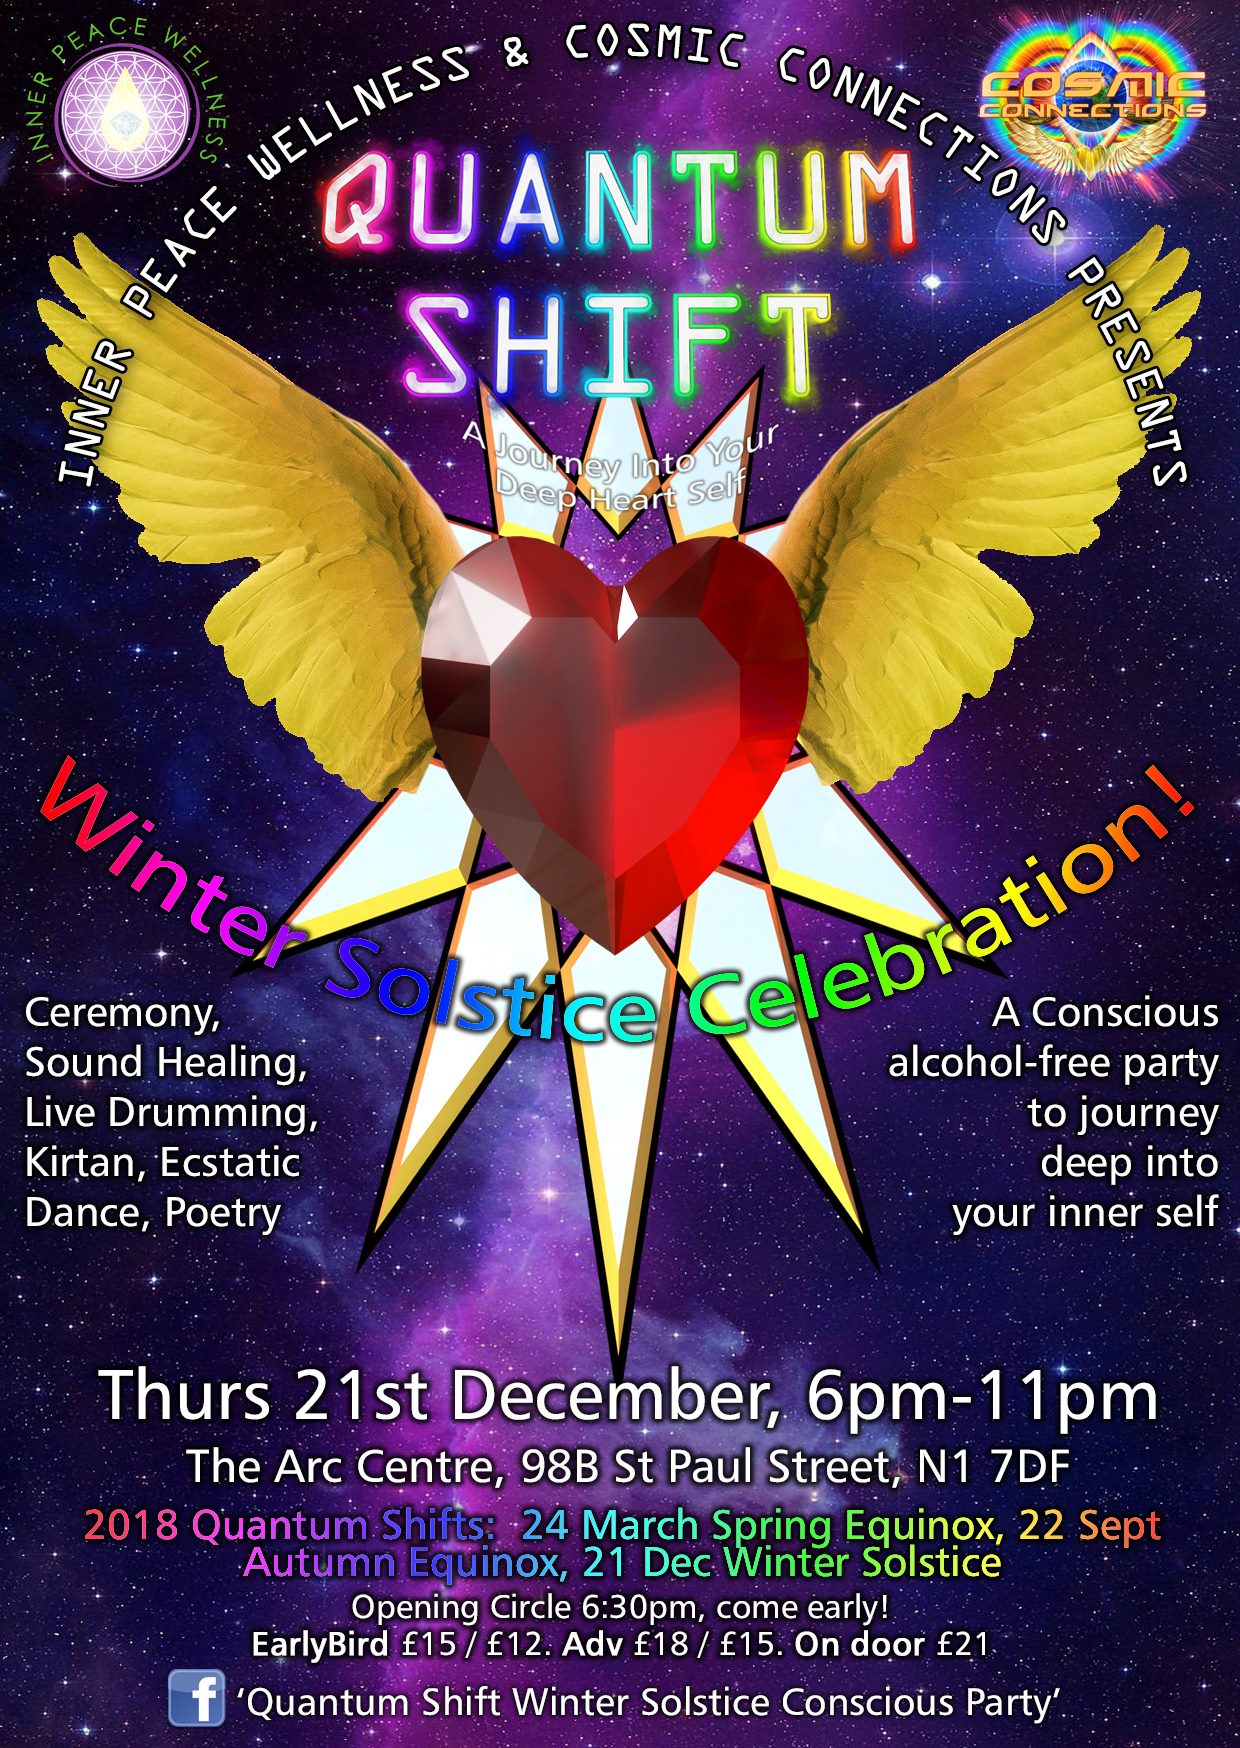 INNER PEACE WELLNESS
COSMIC
CONNECTIONS
INNER PEACE WELLNESS & COSMIC CONNECTIONS PRESENTS
QUANTUM
SHIFT
A Journey Into Your
Deep Heart Self
Winter Solstice Celebration!
Ceremony,
Sound Healing,
Live Drumming,
Kirtan, Ecstatic
Dance, Poetry
A Conscious
alcohol-free party
to journey
deep into
your inner self
Thurs 21st December, 6pm-11pm
The Arc Centre, 98B St Paul Street, N1 7DF
2018 Quantum Shifts: 24 March Spring Equinox, 22 Sept
Autumn Equinox, 21 Dec Winter Solstice
Opening Circle 6:30pm, come early!
EarlyBird £15 / £12. Adv £18 / £15. On door £21
f 'Quantum Shift Winter Solstice Conscious Party'